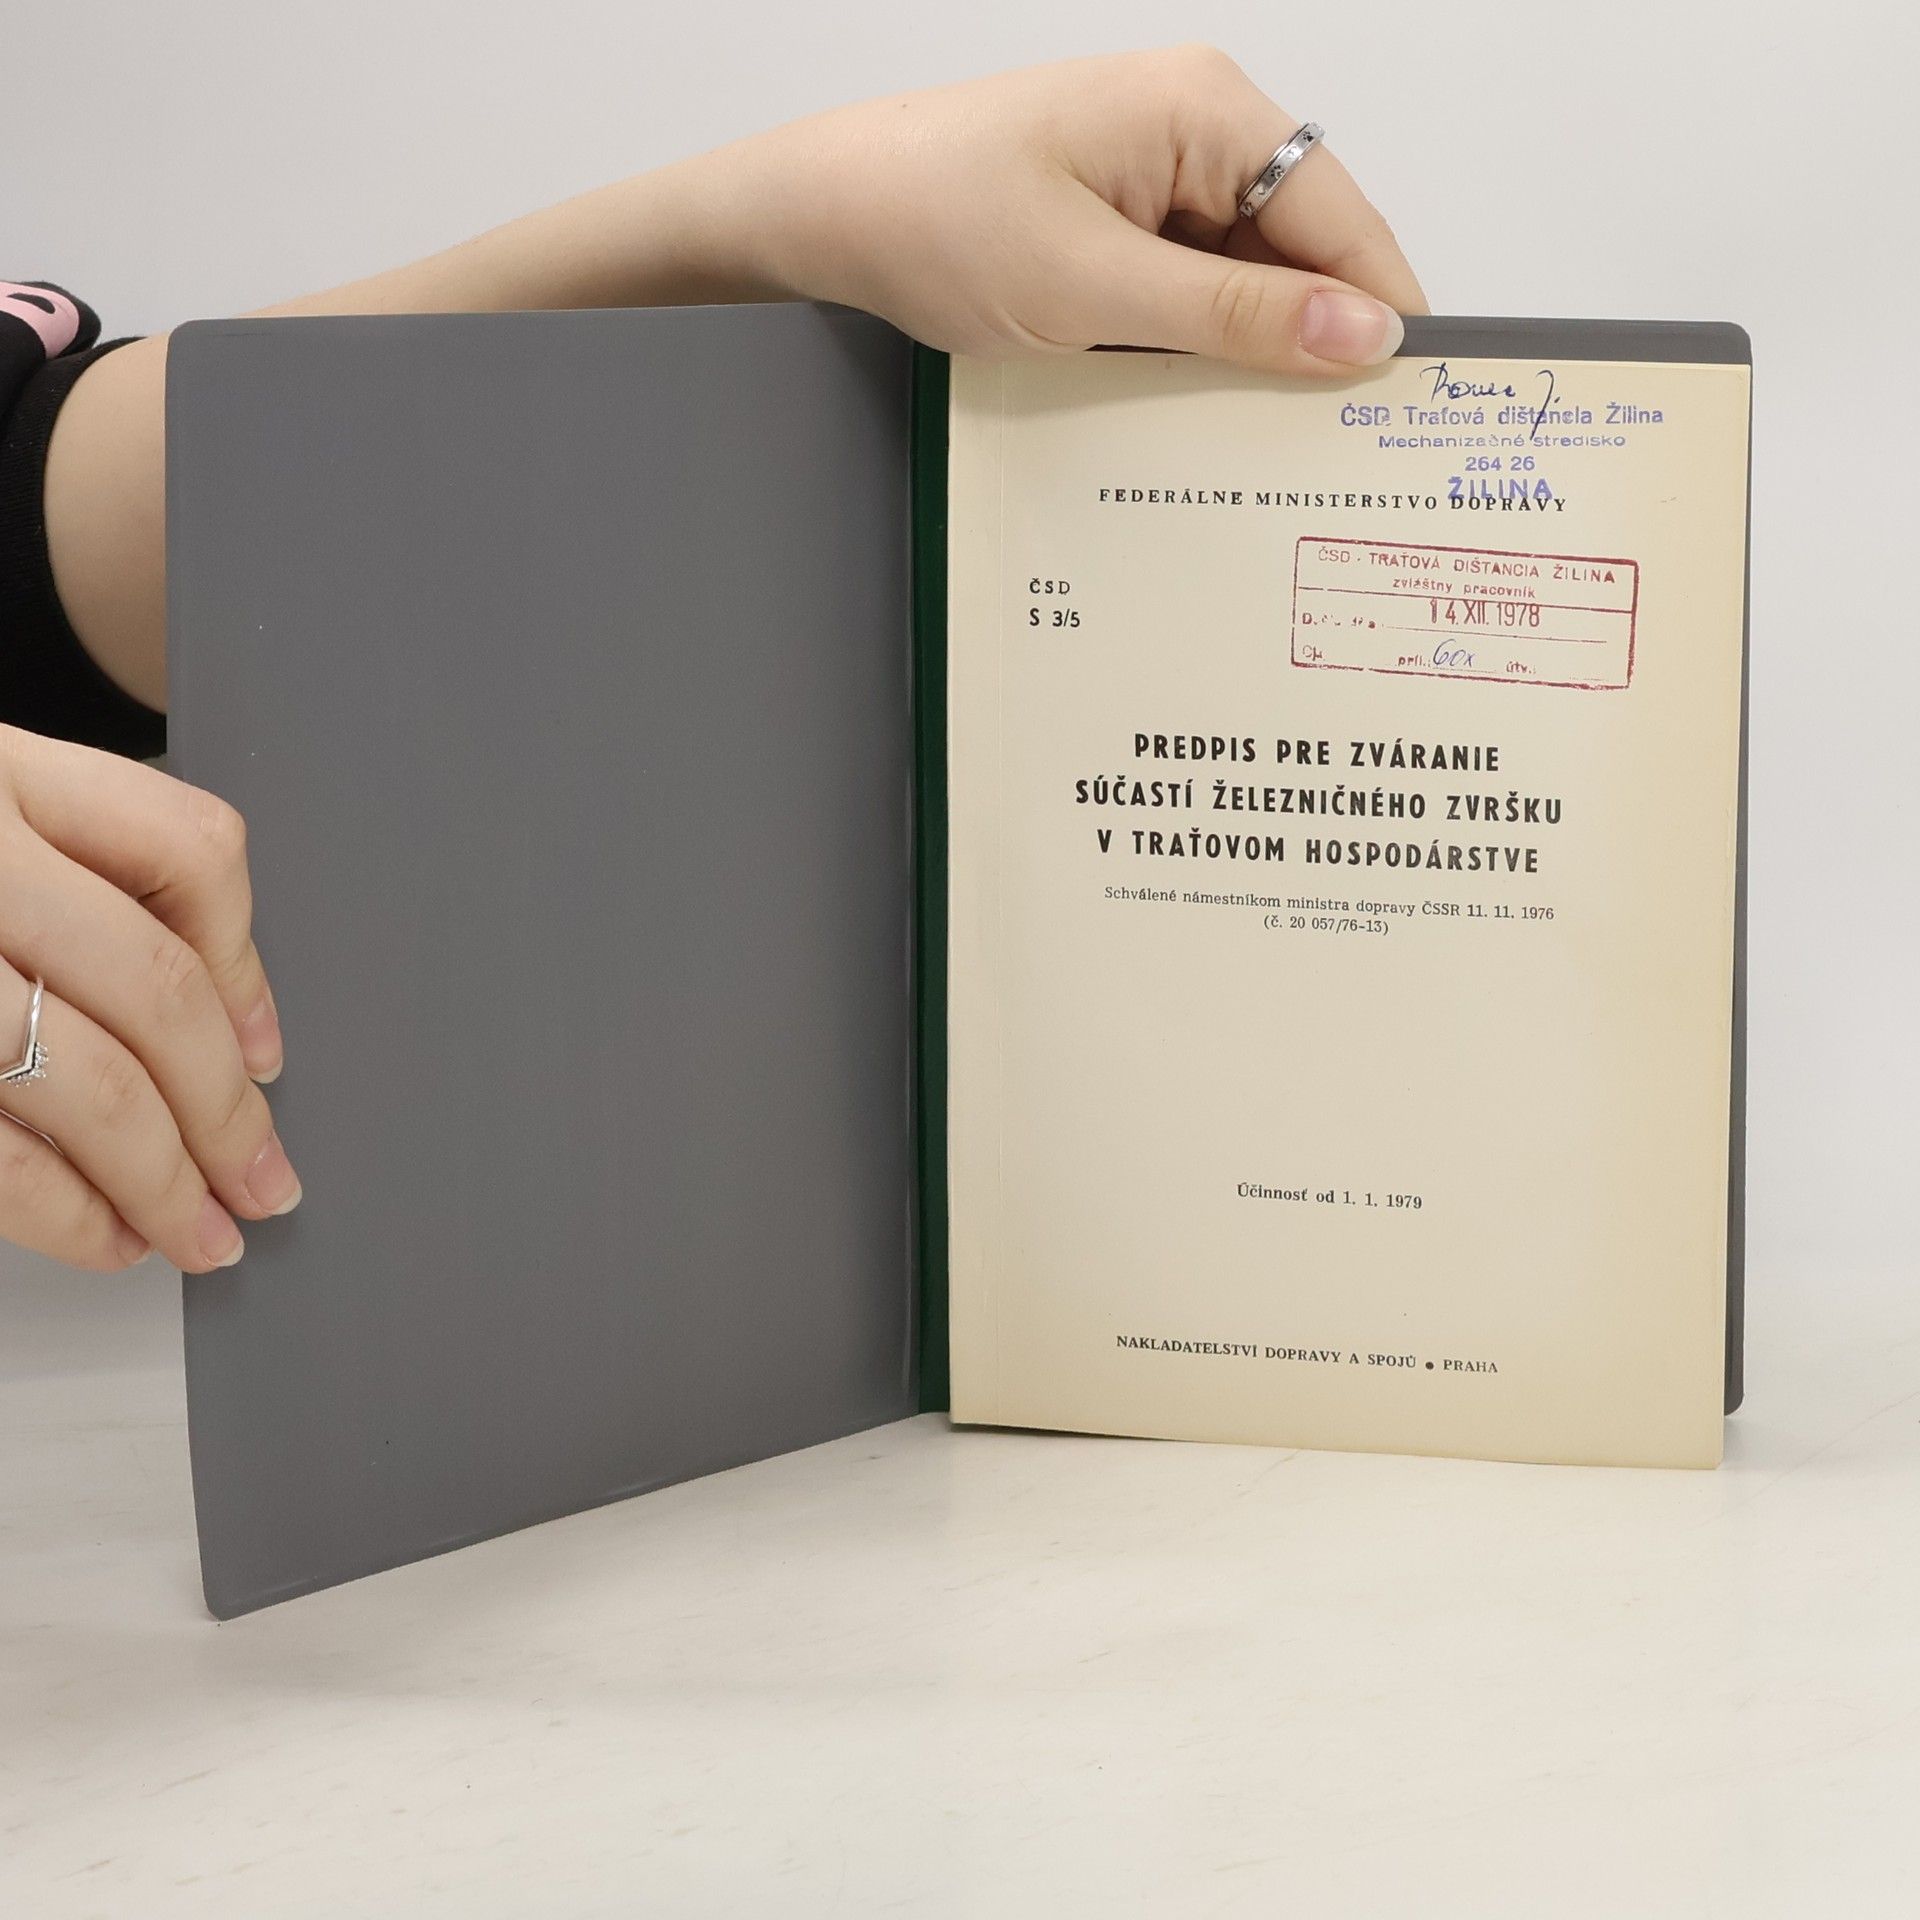 ČSD Traťová dištancia Žilina
Mechanizačné stredisko
264 26
ŽILINA
FEDERÁLNE MINISTERSTVO DOPRAVY
ČSD - TRAŤOVÁ DIŠTANCIA ŽILINA
zvláštny pracovník
14. XII. 1978
príl.: 60x útv.:
ČSD
S 3/5
PREDPIS PRE ZVÁRANIE
SÚČASTÍ ŽELEZNIČNÉHO ZVRŠKU
V TRAŤOVOM HOSPODÁRSTVE
Schválené námestníkom ministra dopravy ČSSR 11. 11. 1976
(č. 20 057/76-13)
Účinnosť od 1. 1. 1979
NAKLADATELSTVÍ DOPRAVY A SPOJŮ ● PRAHA